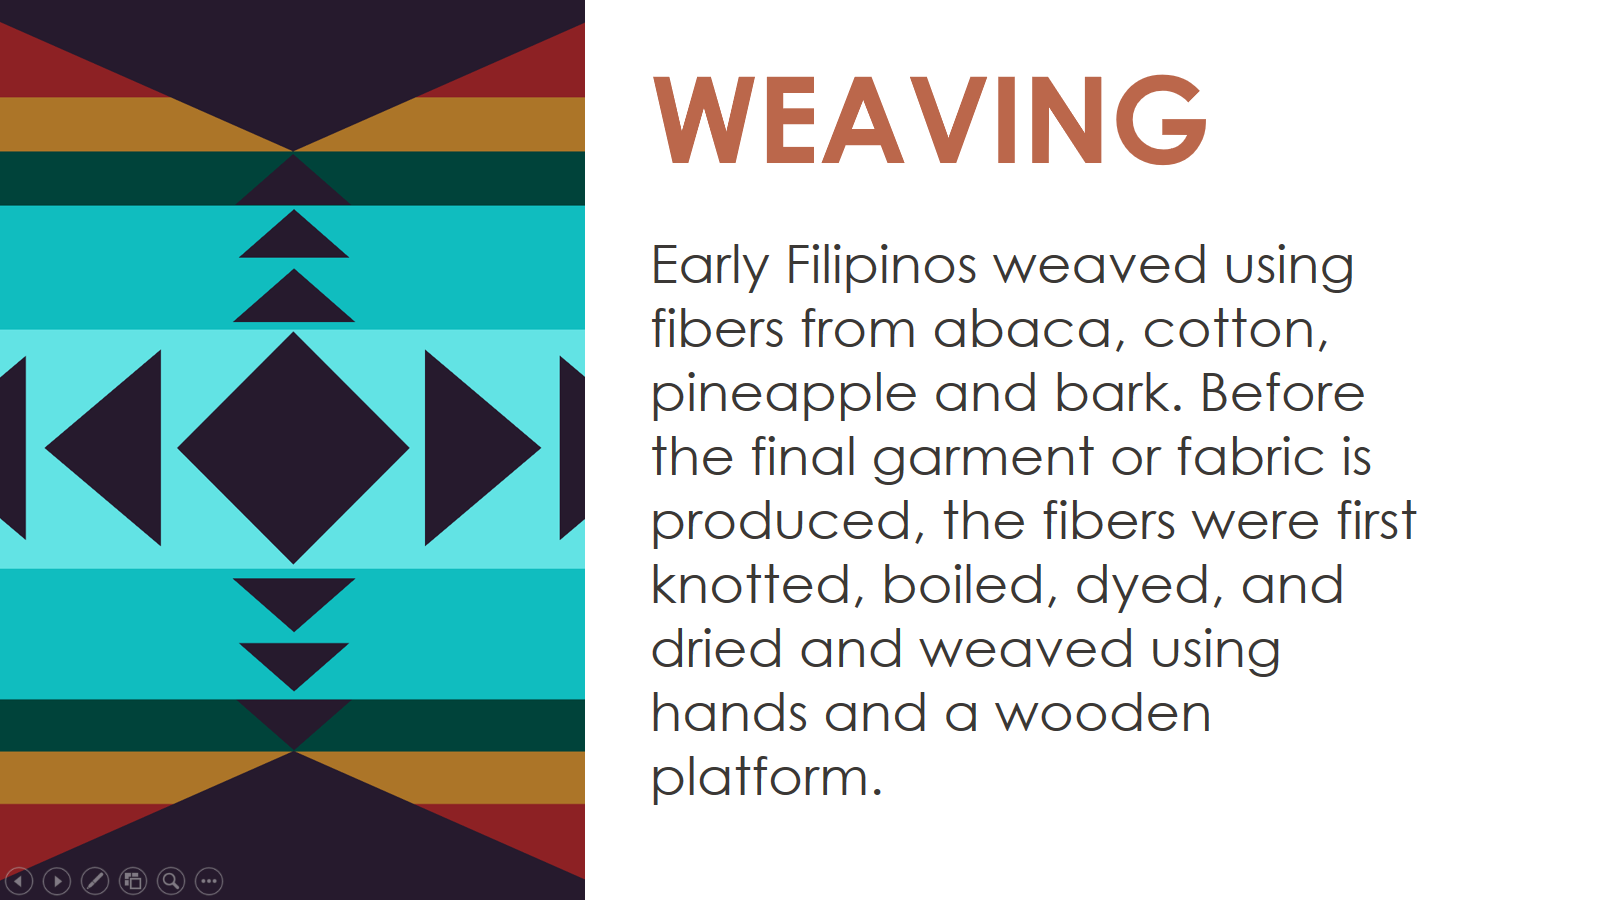 WEAVING
Early Filipinos weaved using
fibers from abaca, cotton,
pineapple and bark. Before
the final garment or fabric is
produced, the fibers were first
knotted, boiled, dyed, and
dried and weaved using
hands and a wooden
platform.